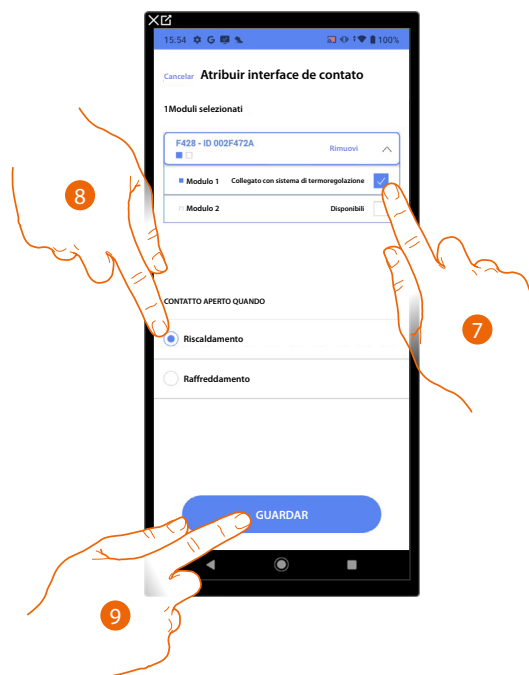 15:54 G 100%
Cancelar Atribuir interface de contato
1Moduli selezionati
F428 - ID 002F472A Rimuovi
Modulo 1 Collegato con sistema di termoregolazione
Modulo 2 Disponibili
8
7
CONTATTO APERTO QUANDO
Riscaldamento
Raffreddamento
GUARDAR
9